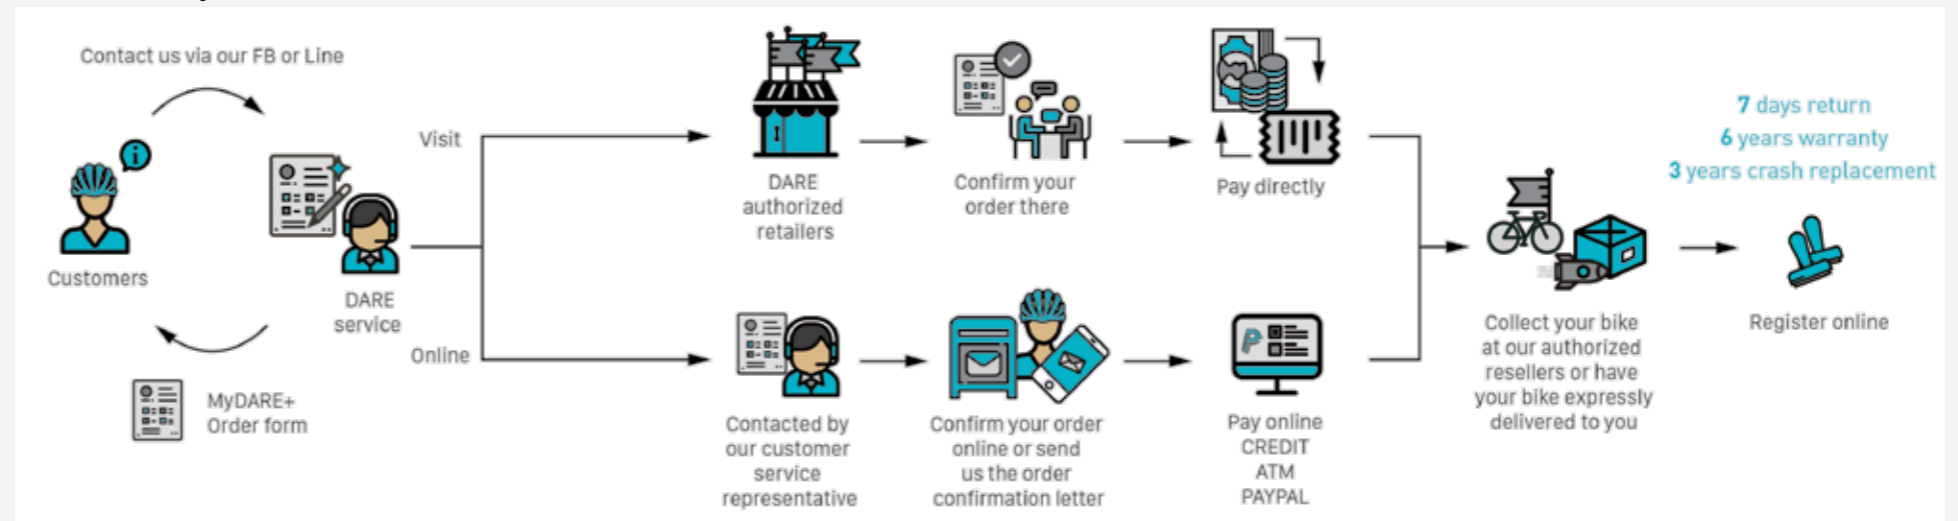 Contact us via our FB or Line
Customers
DARE
service
MyDARE+
Order form
Visit
DARE
authorized
retailers
Confirm your
order there
Pay directly
Online
Contacted by
our customer
service
representative
Confirm your order
online or send
us the order
confirmation letter
Pay online
CREDIT
ATM
PAYPAL
Collect your bike
at our authorized
resellers or have
your bike expressly
delivered to you
7 days return
6 years warranty
3 years crash replacement
Register online